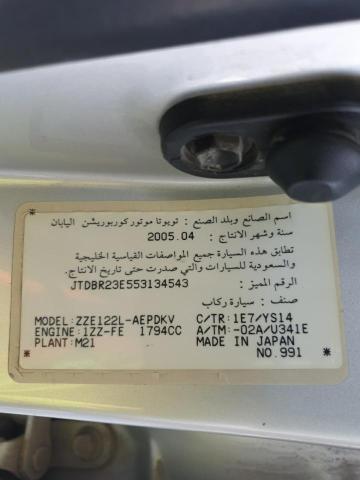 اسم الصانع وبلد الصنع : تويوتا موتور كوربوريشن اليابان
سنة وشهر الانتاج : 2005.04
تطابق هذه السيارة جميع المواصفات القياسية الخليجية
والسعودية للسيارات والتي صدرت حتى تاريخ الانتاج.
الرقم المميز : JTDBR23E553134543
صنف : سيارة ركاب
MODEL:ZZE122L-AEPDKV C/TR:1E7/YS14
ENGINE:1ZZ-FE 1794CC A/TM:-02A/U341E
PLANT:M21 MADE IN JAPAN
NO.991